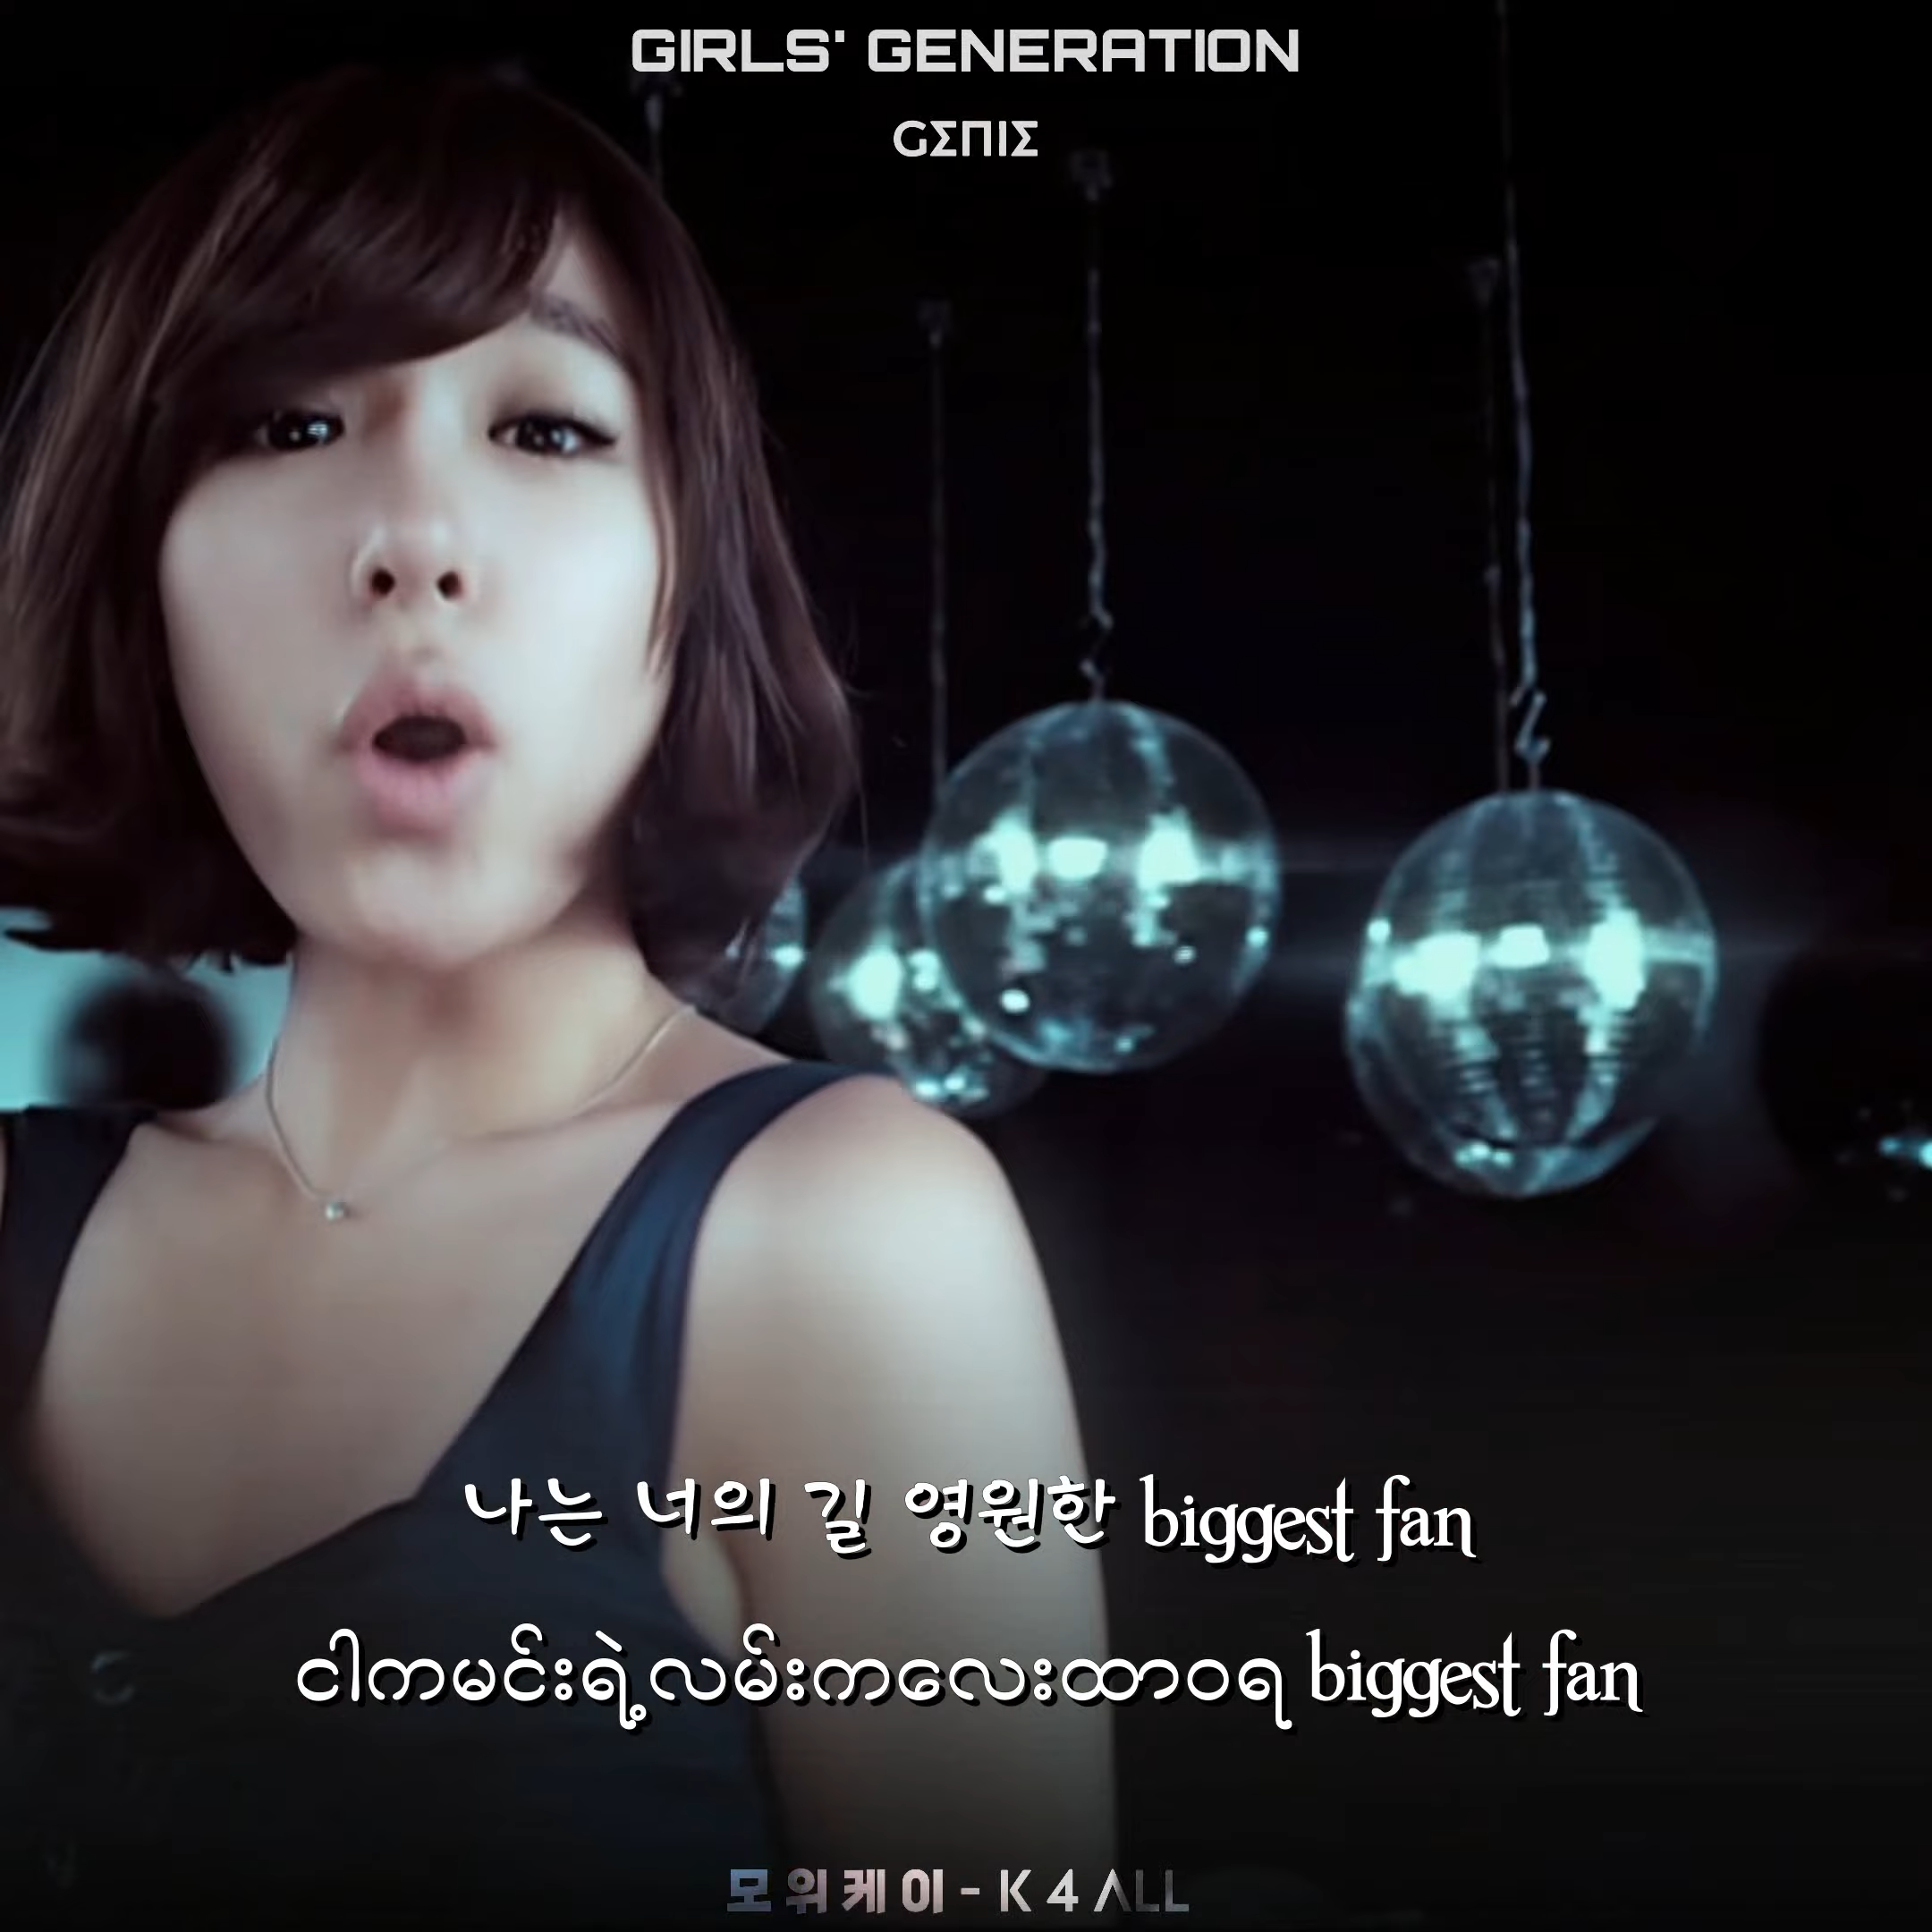 GIRLS' GENERATION
GΣΠIΣ
나는 너의 길 영원한 biggest fan
ငါကမင်းရဲ့လမ်းကလေးထာဝရ biggest fan
모위케이 - K 4 ΛLL